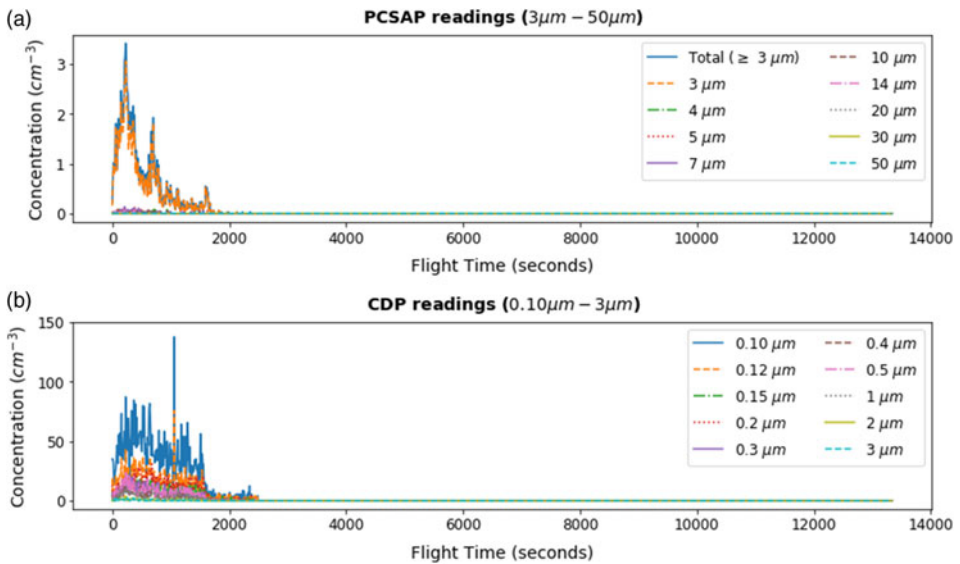 (a)
PCSAP readings (3μm − 50μm)
Concentration (cm⁻³)
3
2
1
0
Total (≥ 3 μm)
3 μm
4 μm
5 μm
7 μm
10 μm
14 μm
20 μm
30 μm
50 μm
0 2000 4000 6000 8000 10000 12000 14000
Flight Time (seconds)
(b)
CDP readings (0.10μm − 3μm)
Concentration (cm⁻³)
150
100
50
0
0.10 μm
0.12 μm
0.15 μm
0.2 μm
0.3 μm
0.4 μm
0.5 μm
1 μm
2 μm
3 μm
0 2000 4000 6000 8000 10000 12000 14000
Flight Time (seconds)